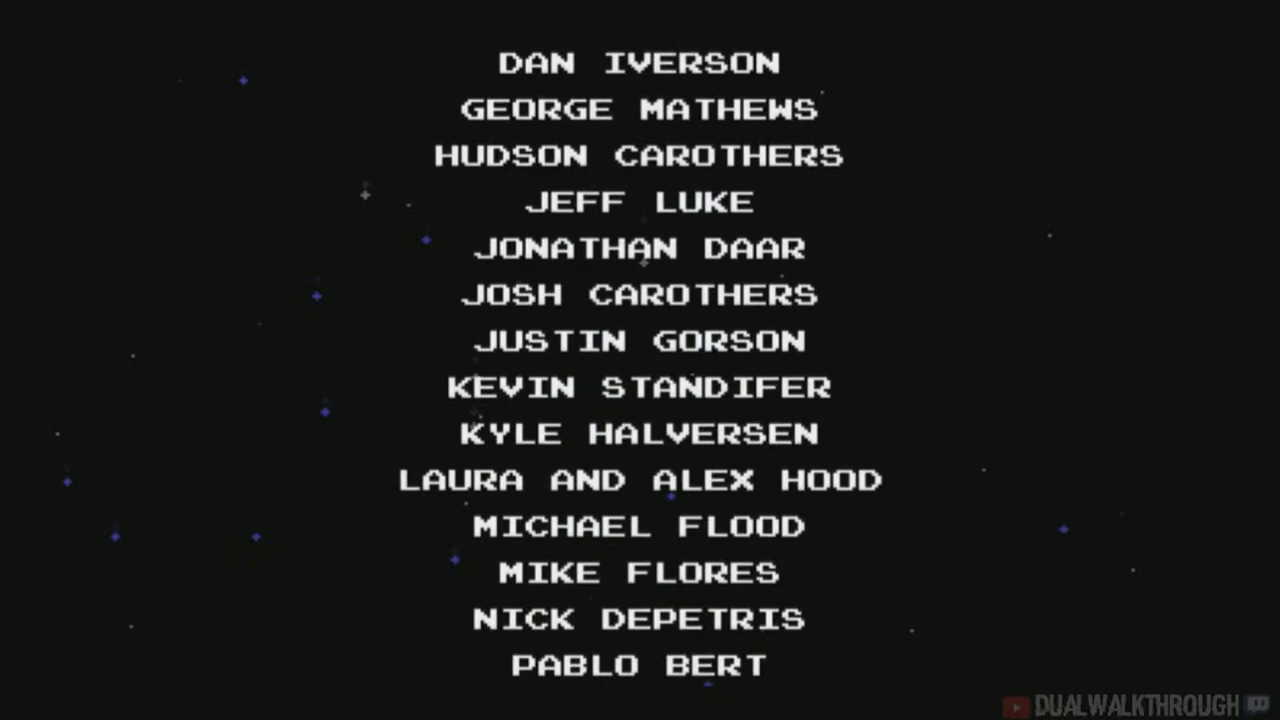 DAN IVERSON
GEORGE MATHEWS
HUDSON CAROTHERS
JEFF LUKE
JONATHAN DAAR
JOSH CAROTHERS
JUSTIN GORSON
KEVIN STANDIFER
KYLE HALVERSEN
LAURA AND ALEX HOOD
MICHAEL FLOOD
MIKE FLORES
NICK DEPETRIS
PABLO BERT
DUALWALKTHROUGH